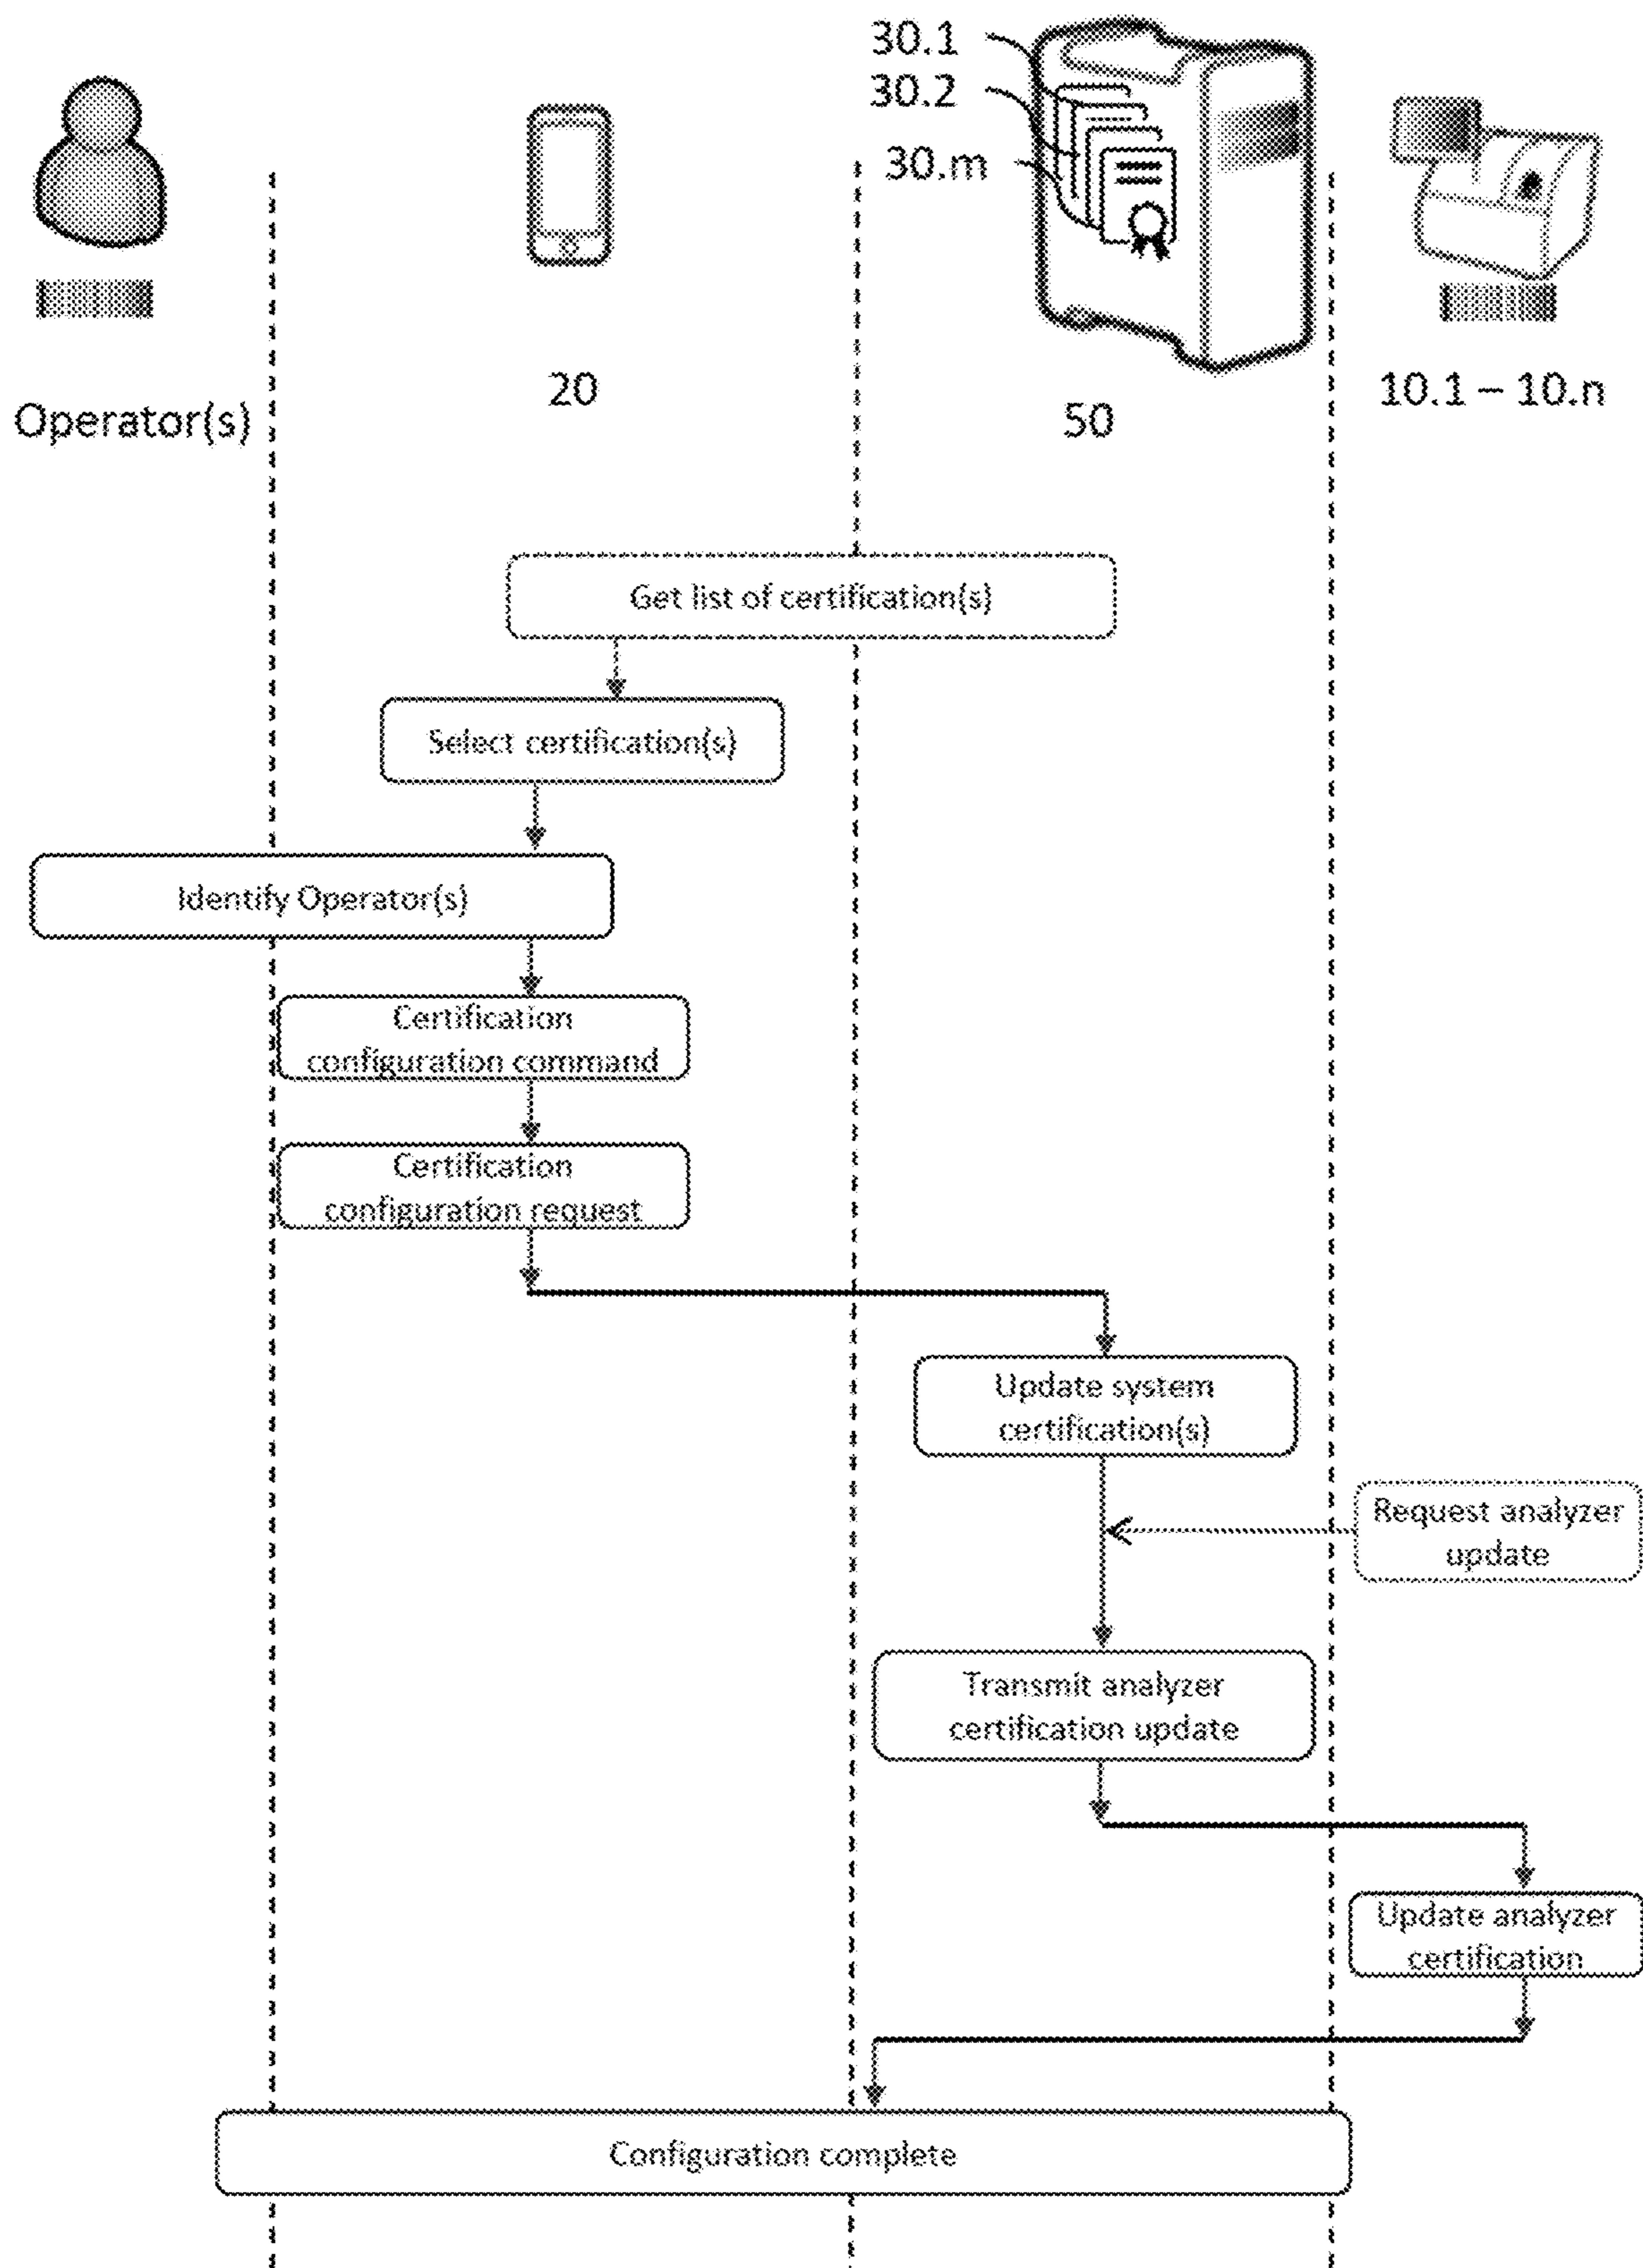 30.1
30.2
30.m
Operator(s)
20
50
10.1 – 10.n
Get list of certification(s)
Select certification(s)
Identify Operator(s)
Certification
configuration command
Certification
configuration request
Update system
certification(s)
Request analyzer
update
Transmit analyzer
certification update
Update analyzer
certification
Configuration complete